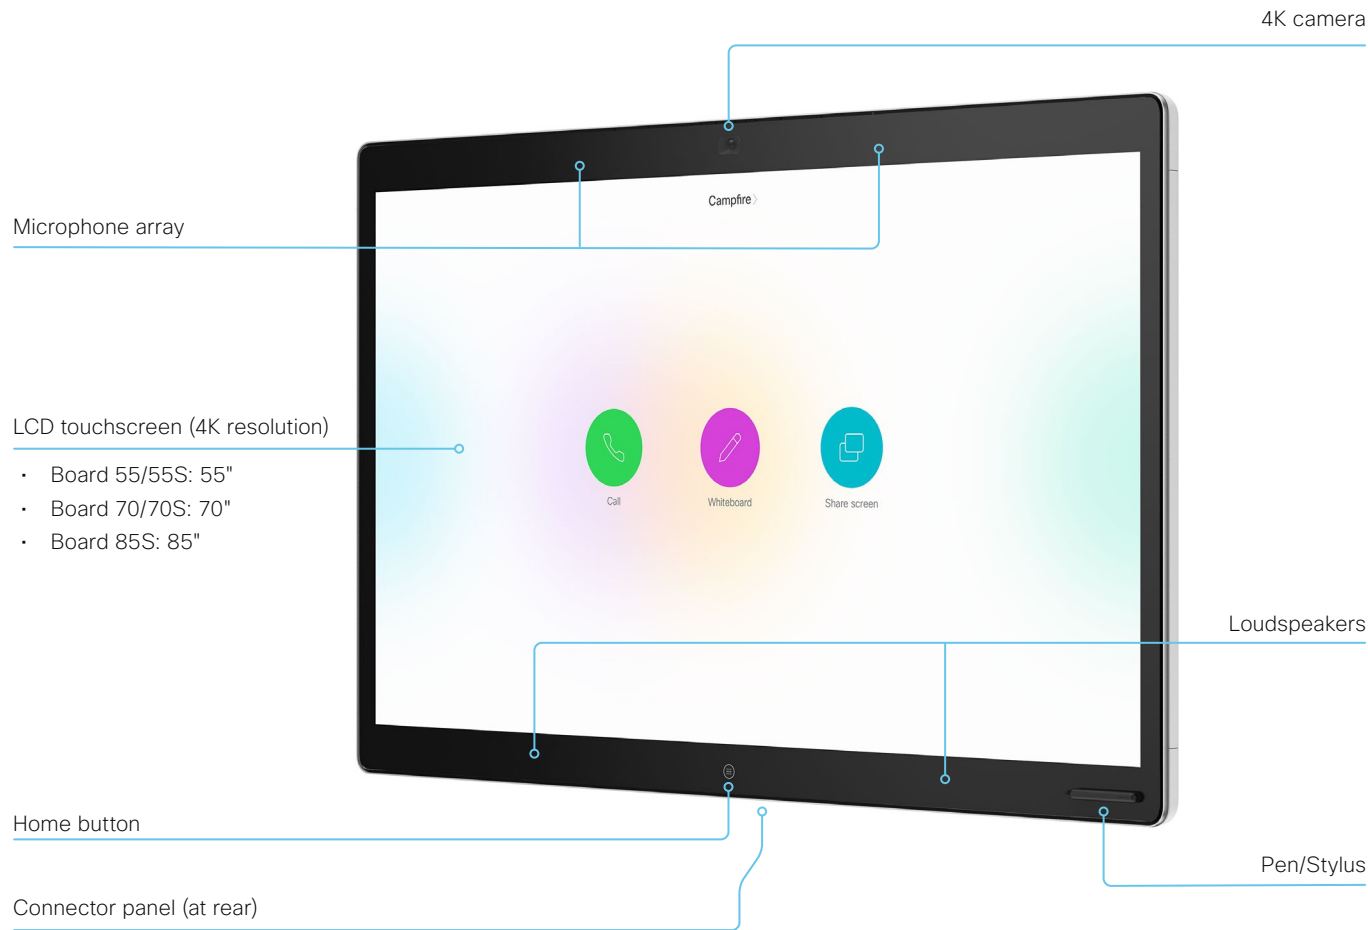 4K camera
Campfire
Microphone array
LCD touchscreen (4K resolution)
· Board 55/55S: 55"
· Board 70/70S: 70"
· Board 85S: 85"
Call
Whiteboard
Share screen
Loudspeakers
Home button
Pen/Stylus
Connector panel (at rear)